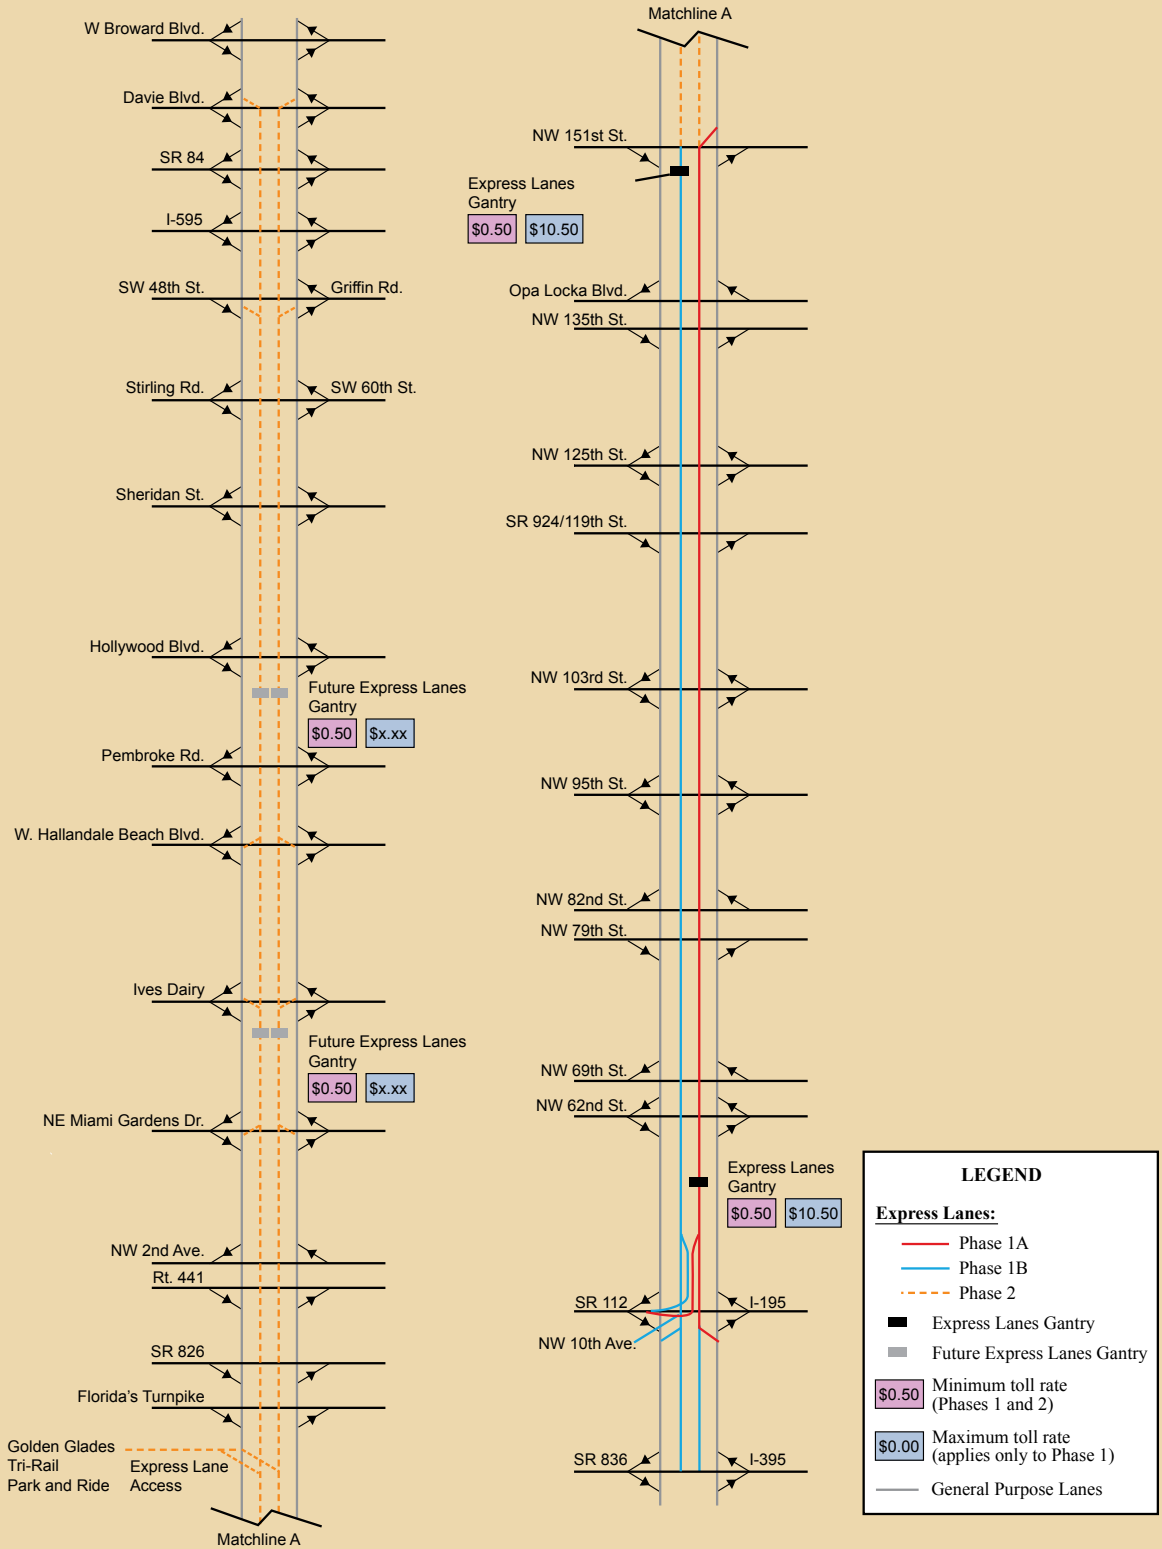 W Broward Blvd.
Davie Blvd.
SR 84
I-595
SW 48th St.
Griffin Rd.
Stirling Rd.
SW 60th St.
Sheridan St.
Hollywood Blvd.
Future Express Lanes
Gantry
$0.50
$x.xx
Pembroke Rd.
W. Hallandale Beach Blvd.
Ives Dairy
Future Express Lanes
Gantry
$0.50
$x.xx
NE Miami Gardens Dr.
NW 2nd Ave.
Rt. 441
SR 826
Florida's Turnpike
Golden Glades
Tri-Rail
Park and Ride
Express Lane
Access
Matchline A
Matchline A
NW 151st St.
Express Lanes
Gantry
$0.50
$10.50
Opa Locka Blvd.
NW 135th St.
NW 125th St.
SR 924/119th St.
NW 103rd St.
NW 95th St.
NW 82nd St.
NW 79th St.
NW 69th St.
NW 62nd St.
Express Lanes
Gantry
$0.50
$10.50
SR 112
I-195
NW 10th Ave.
SR 836
I-395
LEGEND
Express Lanes:
Phase 1A
Phase 1B
Phase 2
Express Lanes Gantry
Future Express Lanes Gantry
$0.50
Minimum toll rate
(Phases 1 and 2)
$0.00
Maximum toll rate
(applies only to Phase 1)
General Purpose Lanes